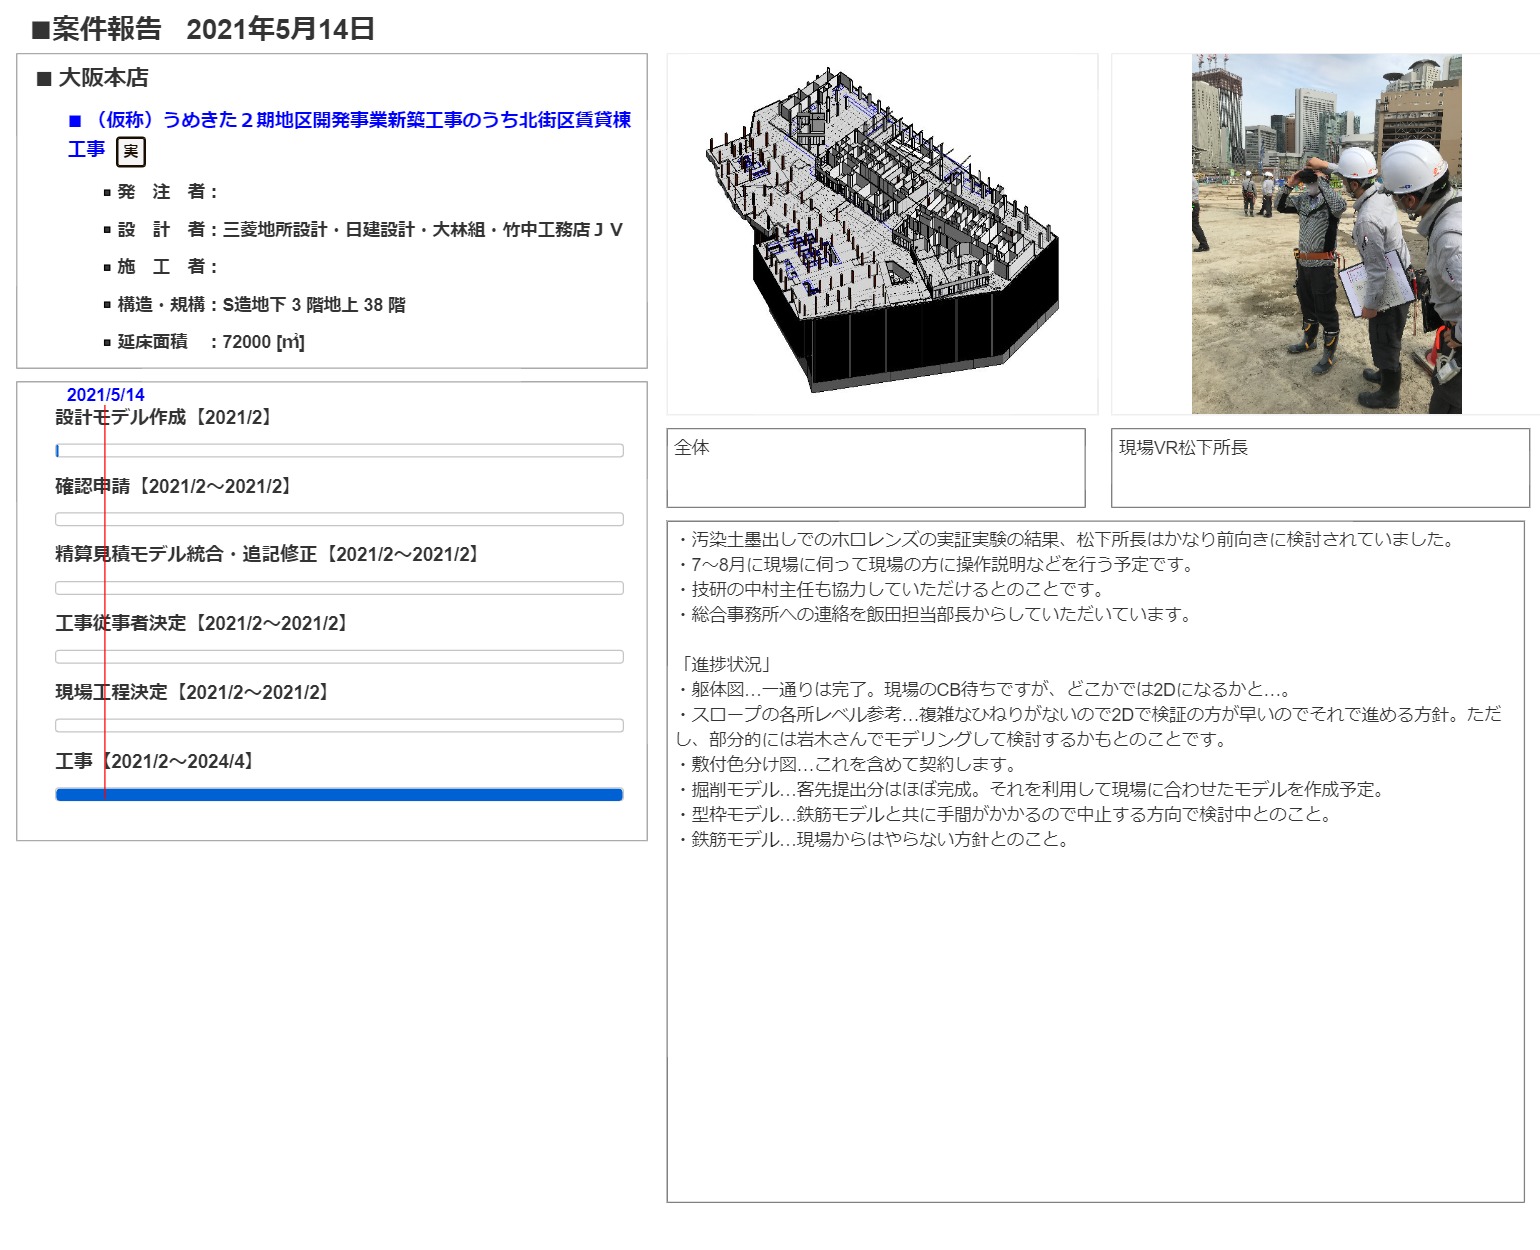 ■案件報告 2021年5月14日
■ 大阪本店
■ （仮称）うめきた２期地区開発事業新築工事のうち北街区賃貸棟
工事 実
▪ 発　注　者：
▪ 設　計　者：三菱地所設計・日建設計・大林組・竹中工務店ＪＶ
▪ 施　工　者：
▪ 構造・規構：S造地下 3 階地上 38 階
▪ 延床面積　：72000 [㎡]
2021/5/14
設計モデル作成【2021/2】
確認申請【2021/2～2021/2】
精算見積モデル統合・追記修正【2021/2～2021/2】
工事従事者決定【2021/2～2021/2】
現場工程決定【2021/2～2021/2】
工事【2021/2～2024/4】
全体
現場VR松下所長
・汚染土墨出しでのホロレンズの実証実験の結果、松下所長はかなり前向きに検討されていました。
・7～8月に現場に伺って現場の方に操作説明などを行う予定です。
・技研の中村主任も協力していただけるとのことです。
・総合事務所への連絡を飯田担当部長からしていただいています。
「進捗状況」
・躯体図…一通りは完了。現場のCB待ちですが、どこかでは2Dになるかと…。
・スロープの各所レベル参考…複雑なひねりがないので2Dで検証の方が早いのでそれで進める方針。ただ
し、部分的には岩木さんでモデリングして検討するかもとのことです。
・敷付色分け図…これを含めて契約します。
・掘削モデル…客先提出分はほぼ完成。それを利用して現場に合わせたモデルを作成予定。
・型枠モデル…鉄筋モデルと共に手間がかかるので中止する方向で検討中とのこと。
・鉄筋モデル…現場からはやらない方針とのこと。